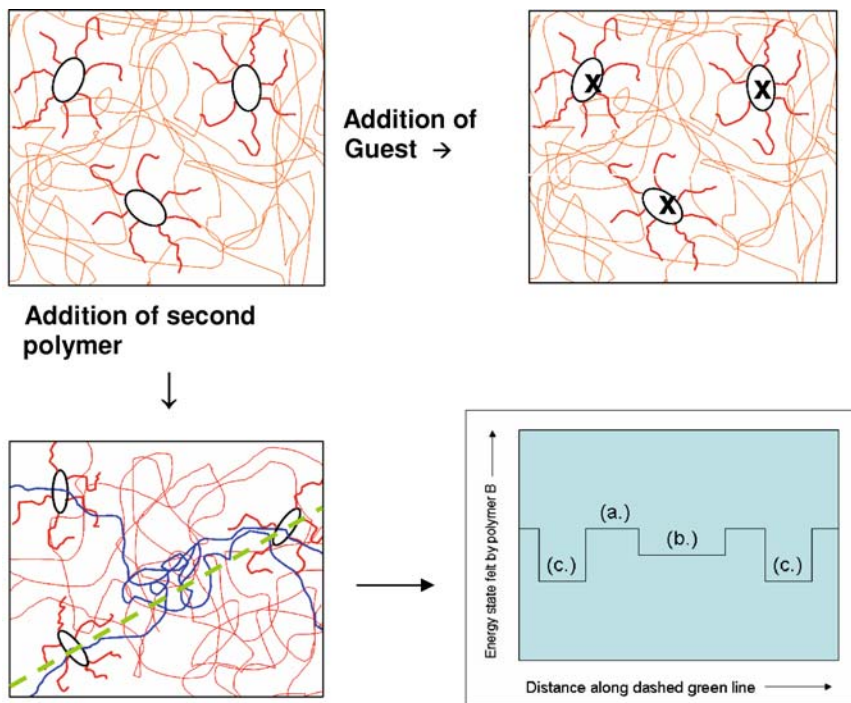 Addition of
Guest →
X
X
X
Addition of second
polymer
↓
Energy state felt by polymer B →
(a.)
(b.)
(c.)
(c.)
Distance along dashed green line →